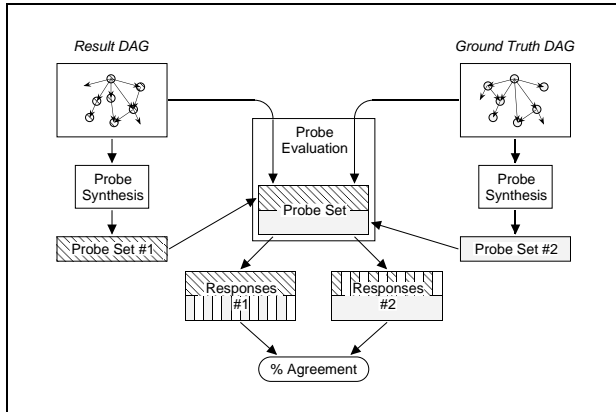 Result DAG
Ground Truth DAG
Probe
Evaluation
Probe
Synthesis
Probe
Synthesis
Probe Set
Probe Set #1
Probe Set #2
Responses
#1
Responses
#2
% Agreement